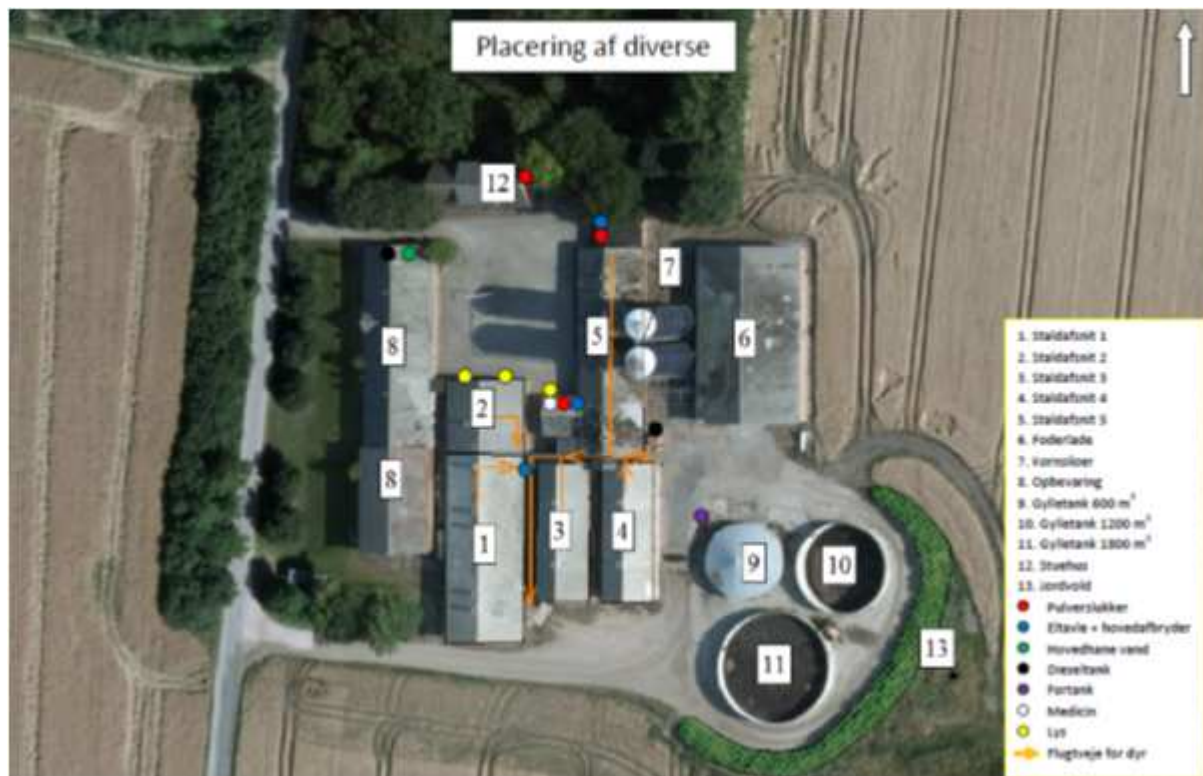 Placering af diverse
12
7
5
6
8
2
8
1
3
4
9
10
11
13
1. Staldafsnit 1
2. Staldafsnit 2
3. Staldafsnit 3
4. Staldafsnit 4
5. Staldafsnit 5
6. Foderlade
7. Kornsiloer
8. Opbevaring
9. Gylletank 600 m³
10. Gylletank 1200 m³
11. Gylletank 1800 m³
12. Stuehus
13. Jordvold
Pulverslukker
Eltavle + hovedafbryder
Hovedhane vand
Dieseltank
Fortank
Medicin
Lys
Flugtveje for dyr